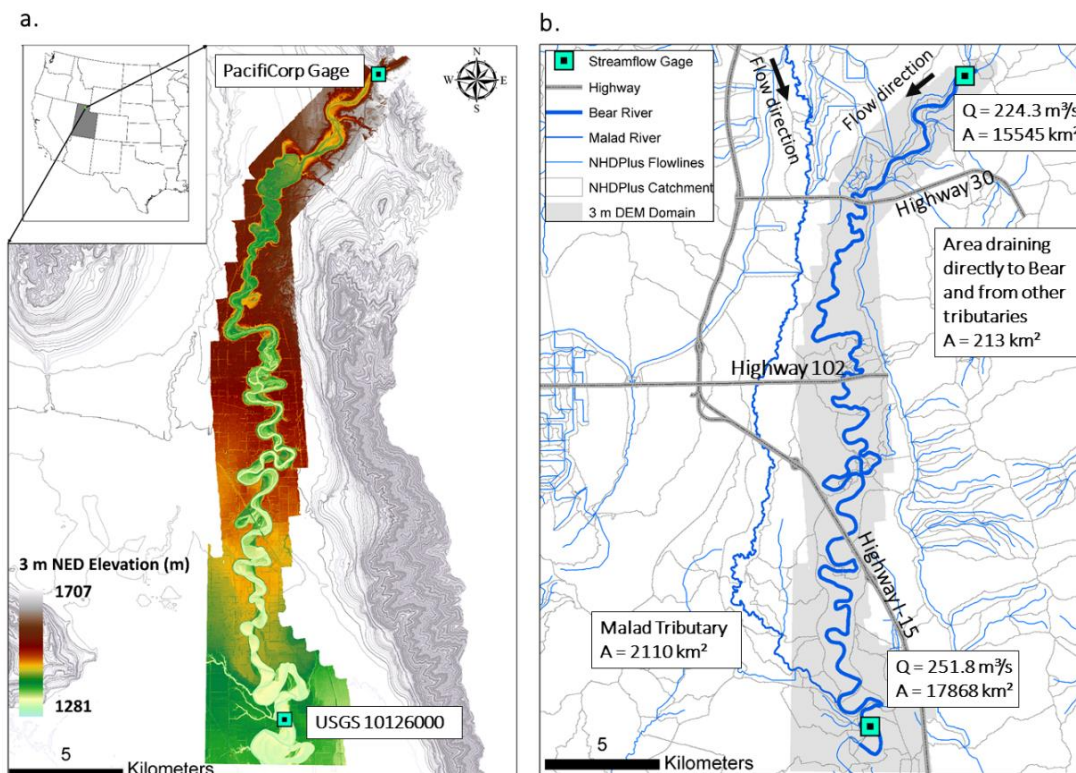 a.
PacifiCorp Gage
N
W
E
S
3 m NED Elevation (m)
1707
1281
USGS 10126000
5
Kilometers
b.
Streamflow Gage
Highway
Bear River
Malad River
NHDPlus Flowlines
NHDPlus Catchment
3 m DEM Domain
Flow direction
Flow direction
Q = 224.3 m³/s
A = 15545 km²
Highway 30
Area draining
directly to Bear
and from other
tributaries
A = 213 km²
Highway 102
Highway I-15
Malad Tributary
A = 2110 km²
Q = 251.8 m³/s
A = 17868 km²
5
Kilometers